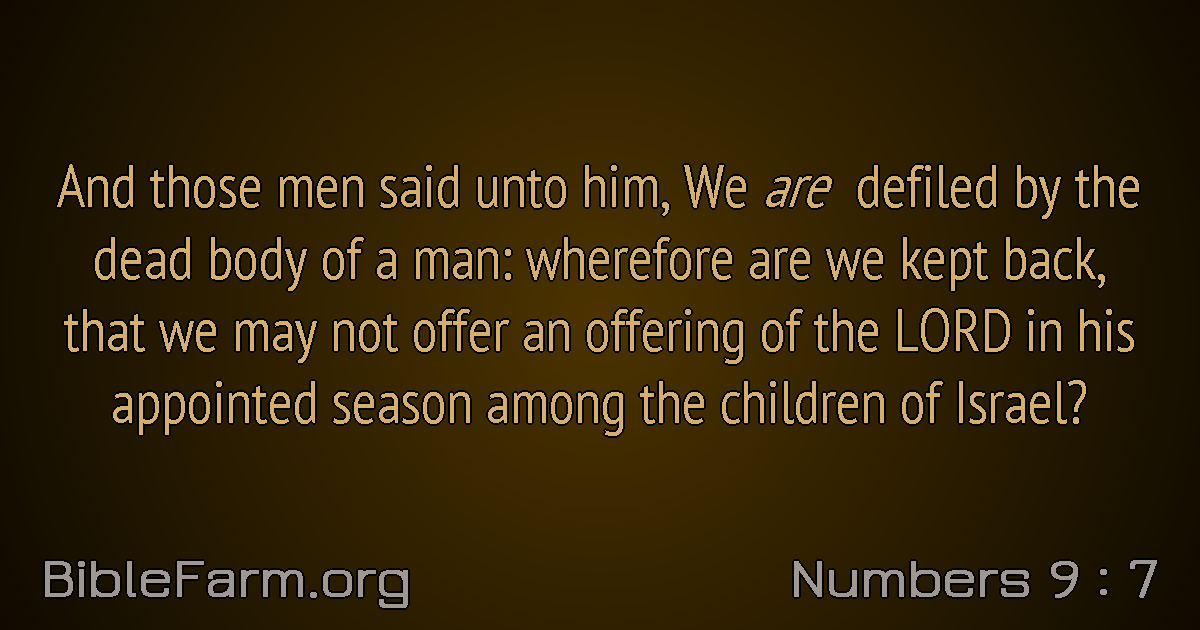 And those men said unto him, We are defiled by the
dead body of a man: wherefore are we kept back,
that we may not offer an offering of the LORD in his
appointed season among the children of Israel?
BibleFarm.org
Numbers 9 : 7